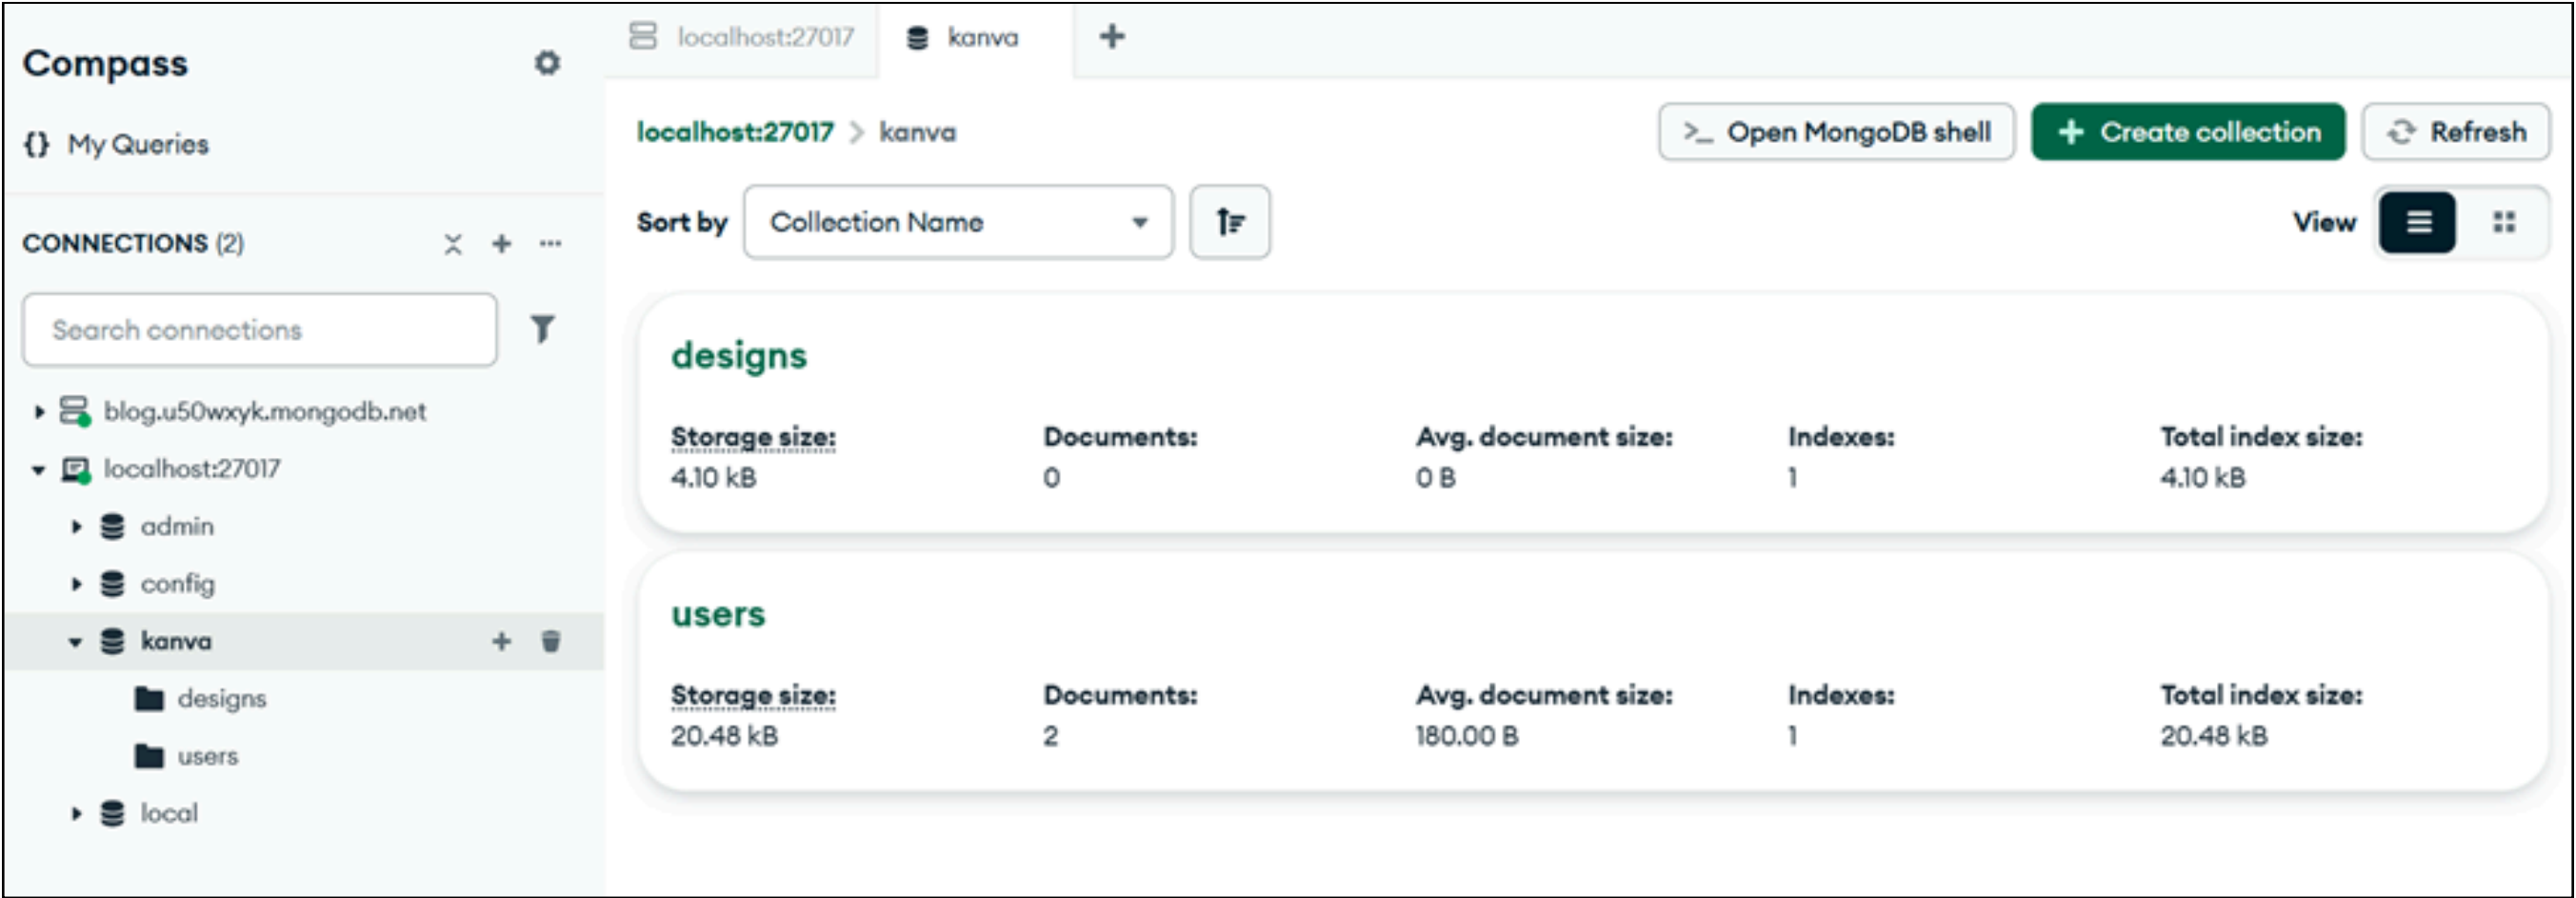 Compass
{} My Queries
CONNECTIONS (2)
Search connections
blog.u50wxyk.mongodb.net
localhost:27017
admin
config
kanva
designs
users
local
localhost:27017
kanva
localhost:27017 > kanva
>_ Open MongoDB shell
+ Create collection
Refresh
Sort by
Collection Name
View
designs
Storage size: Documents: Avg. document size: Indexes: Total index size:
4.10 kB 0 0 B 1 4.10 kB
users
Storage size: Documents: Avg. document size: Indexes: Total index size:
20.48 kB 2 180.00 B 1 20.48 kB